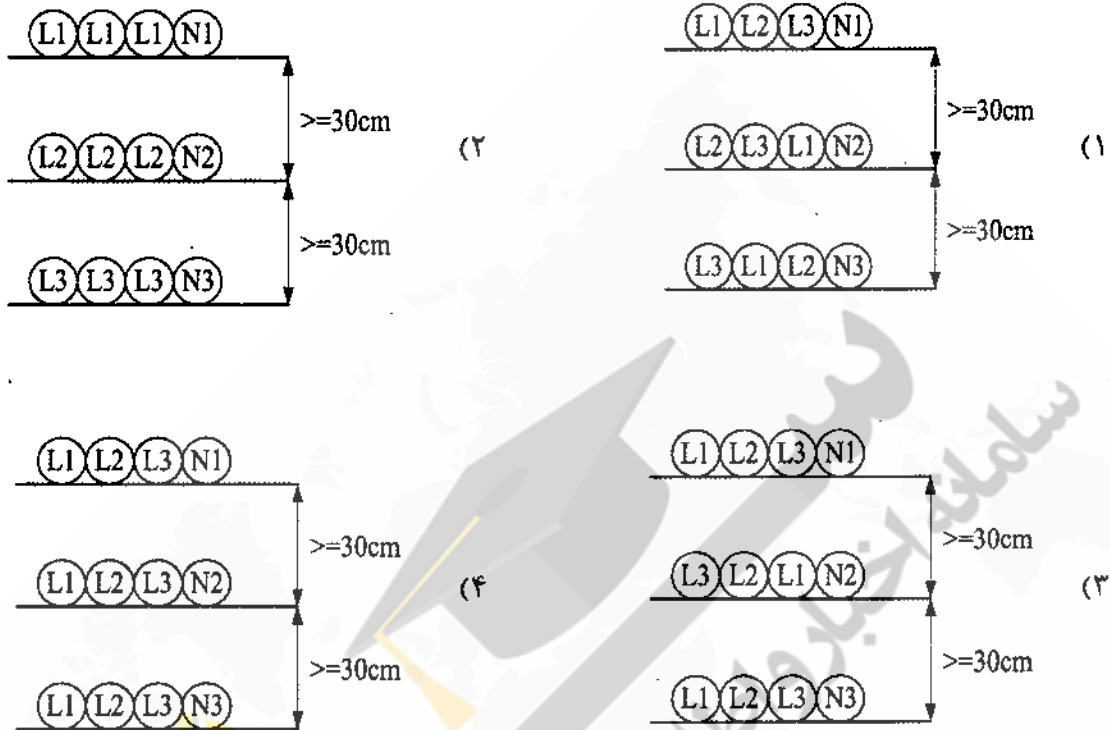 L1 L2 L3 N1
>=30cm
L2 L3 L1 N2
>=30cm
L3 L1 L2 N3
(۱
L1 L1 L1 N1
>=30cm
L2 L2 L2 N2
>=30cm
L3 L3 L3 N3
(۲
L1 L2 L3 N1
>=30cm
L3 L2 L1 N2
>=30cm
L1 L2 L3 N3
(۳
L1 L2 L3 N1
>=30cm
L1 L2 L3 N2
>=30cm
L1 L2 L3 N3
(۴
سامانه اخبار